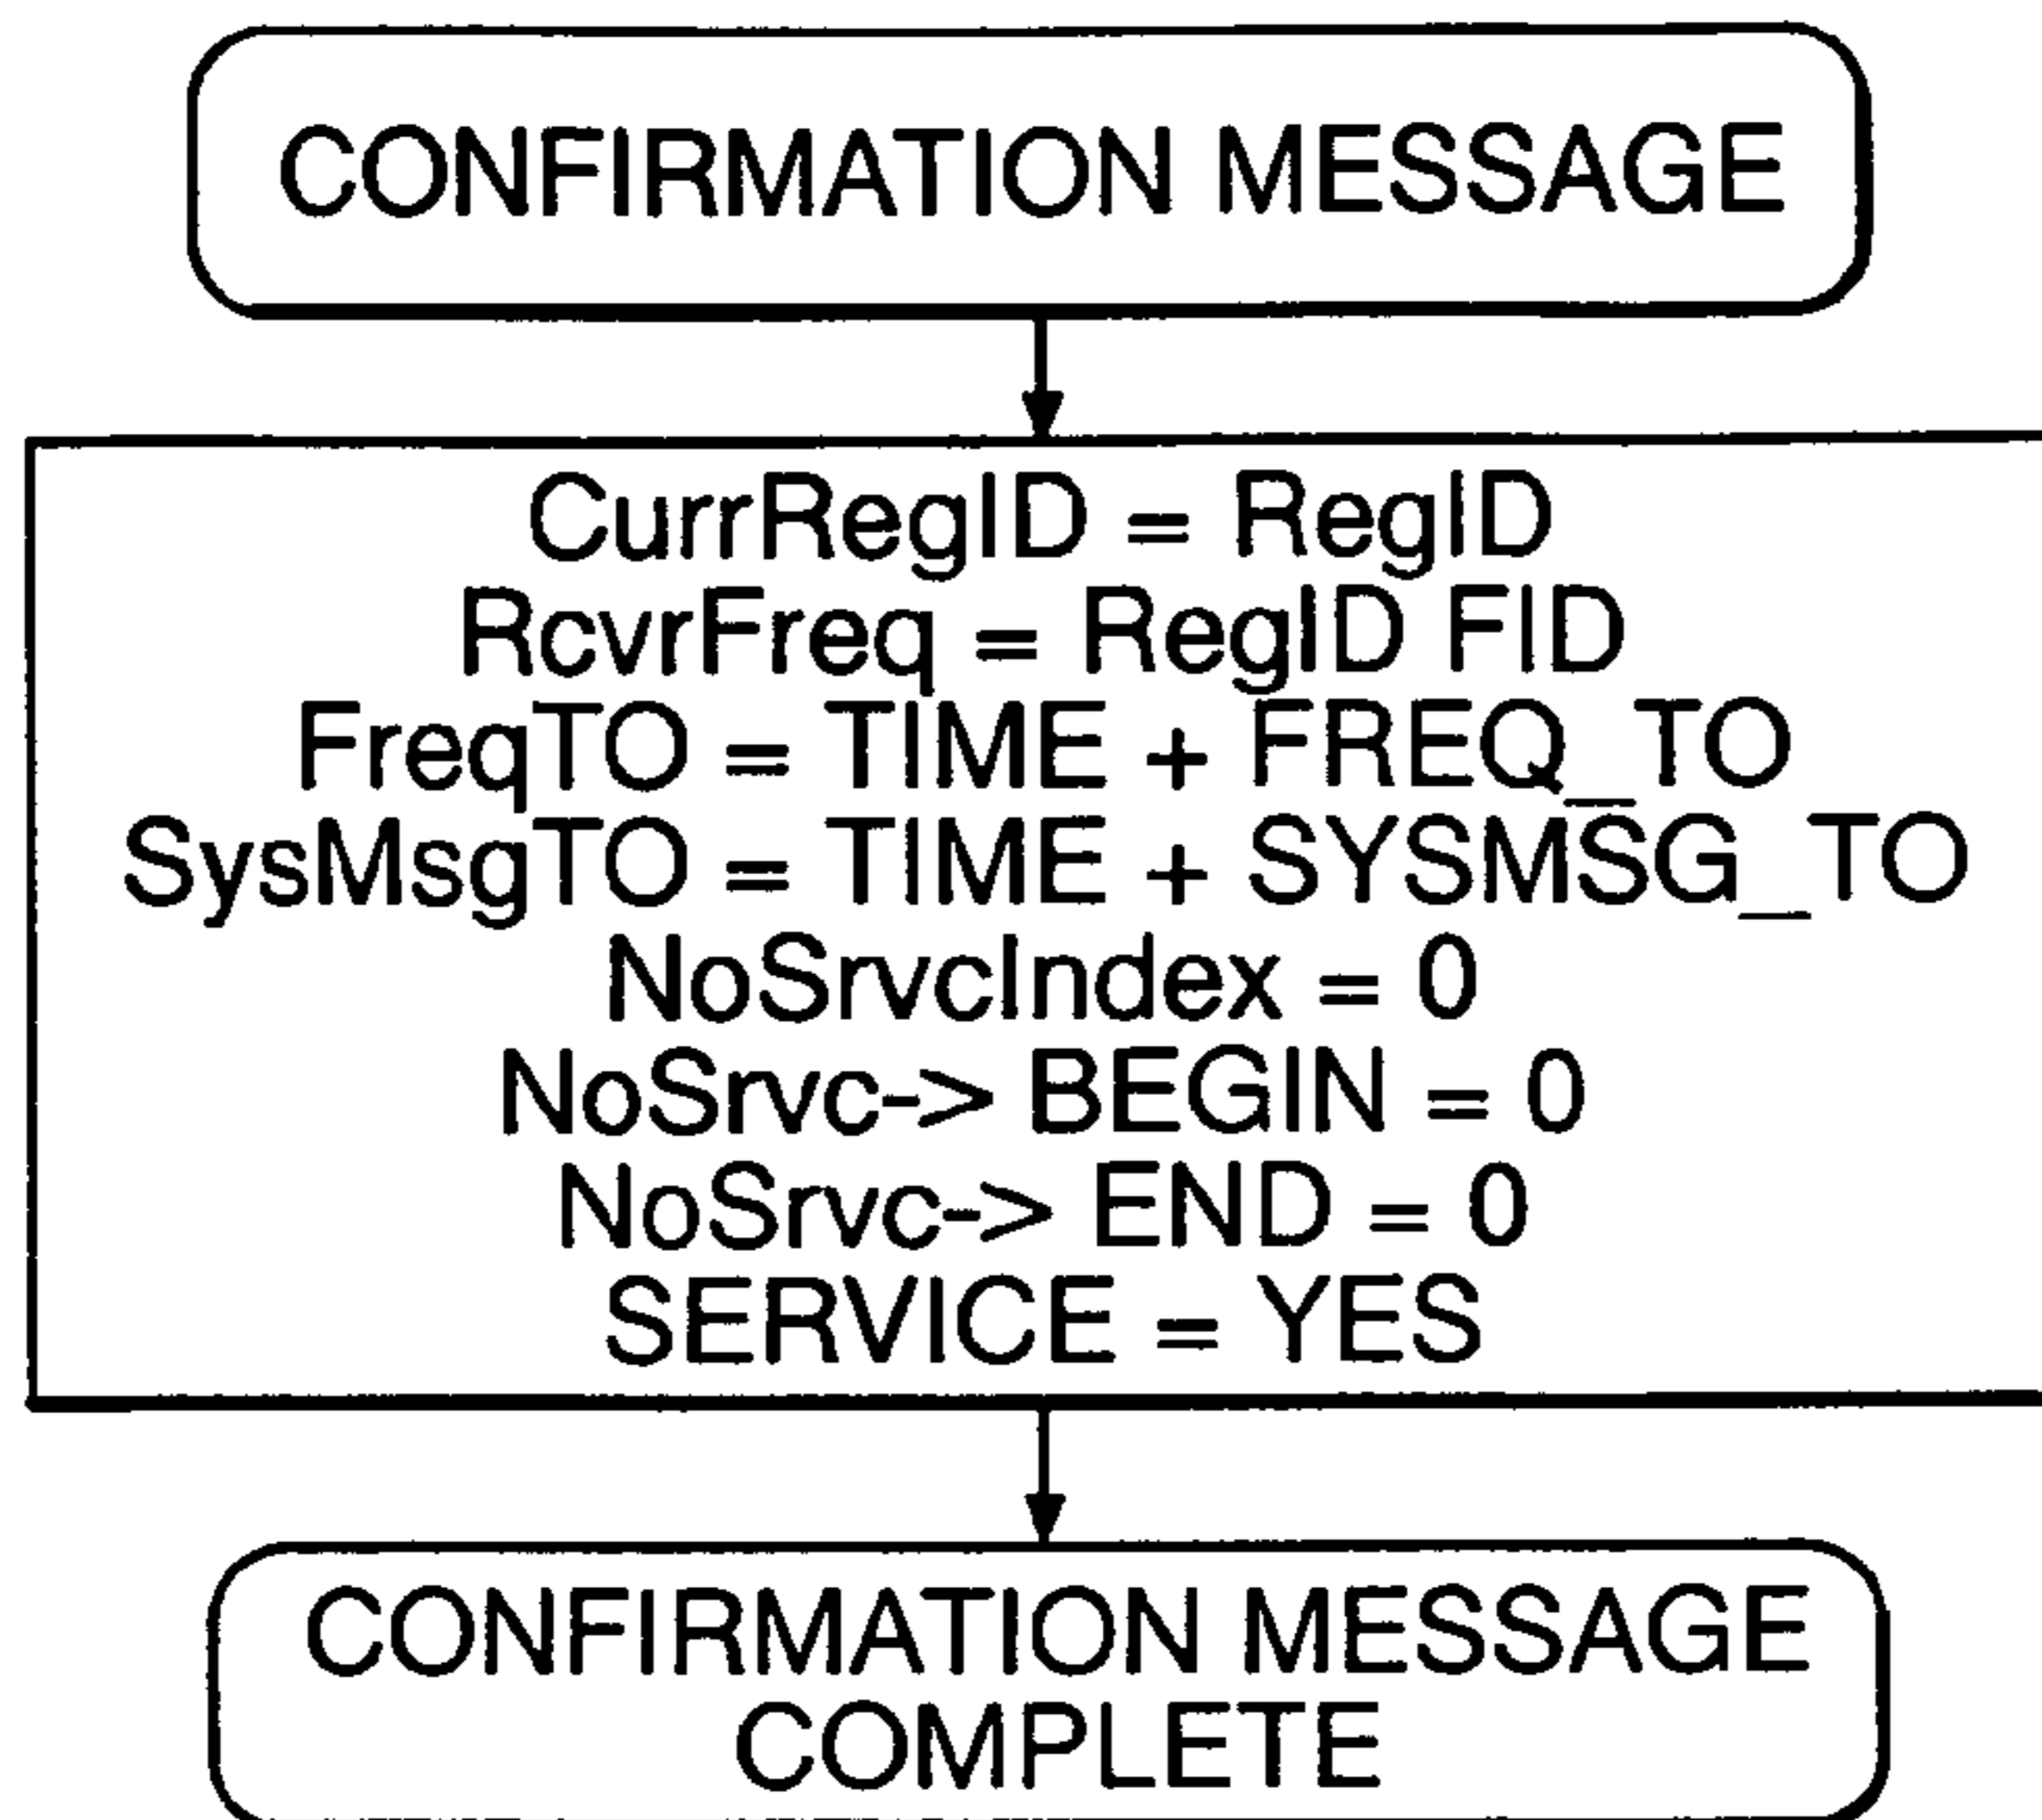 CONFIRMATION MESSAGE
CurrRegID = RegID
RcvrFreq = RegID FID
FreqTO = TIME + FREQ_TO
SysMsgTO = TIME + SYSMSG_TO
NoSrvcIndex = 0
NoSrvc-> BEGIN = 0
NoSrvc-> END = 0
SERVICE = YES
CONFIRMATION MESSAGE
COMPLETE